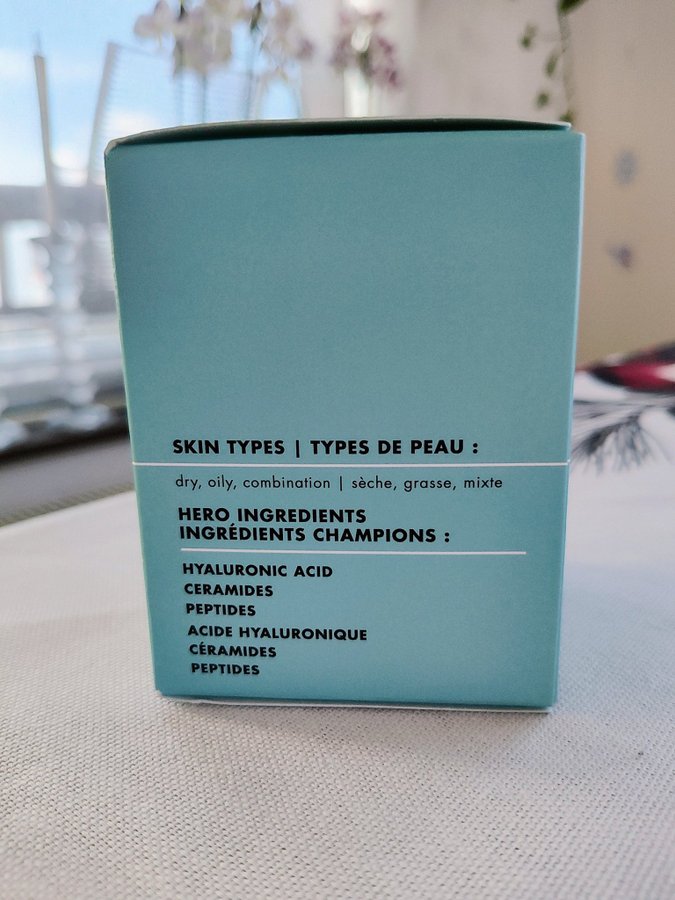 SKIN TYPES | TYPES DE PEAU :
dry, oily, combination | sèche, grasse, mixte
HERO INGREDIENTS
INGRÉDIENTS CHAMPIONS :
HYALURONIC ACID
CERAMIDES
PEPTIDES
ACIDE HYALURONIQUE
CÉRAMIDES
PEPTIDES